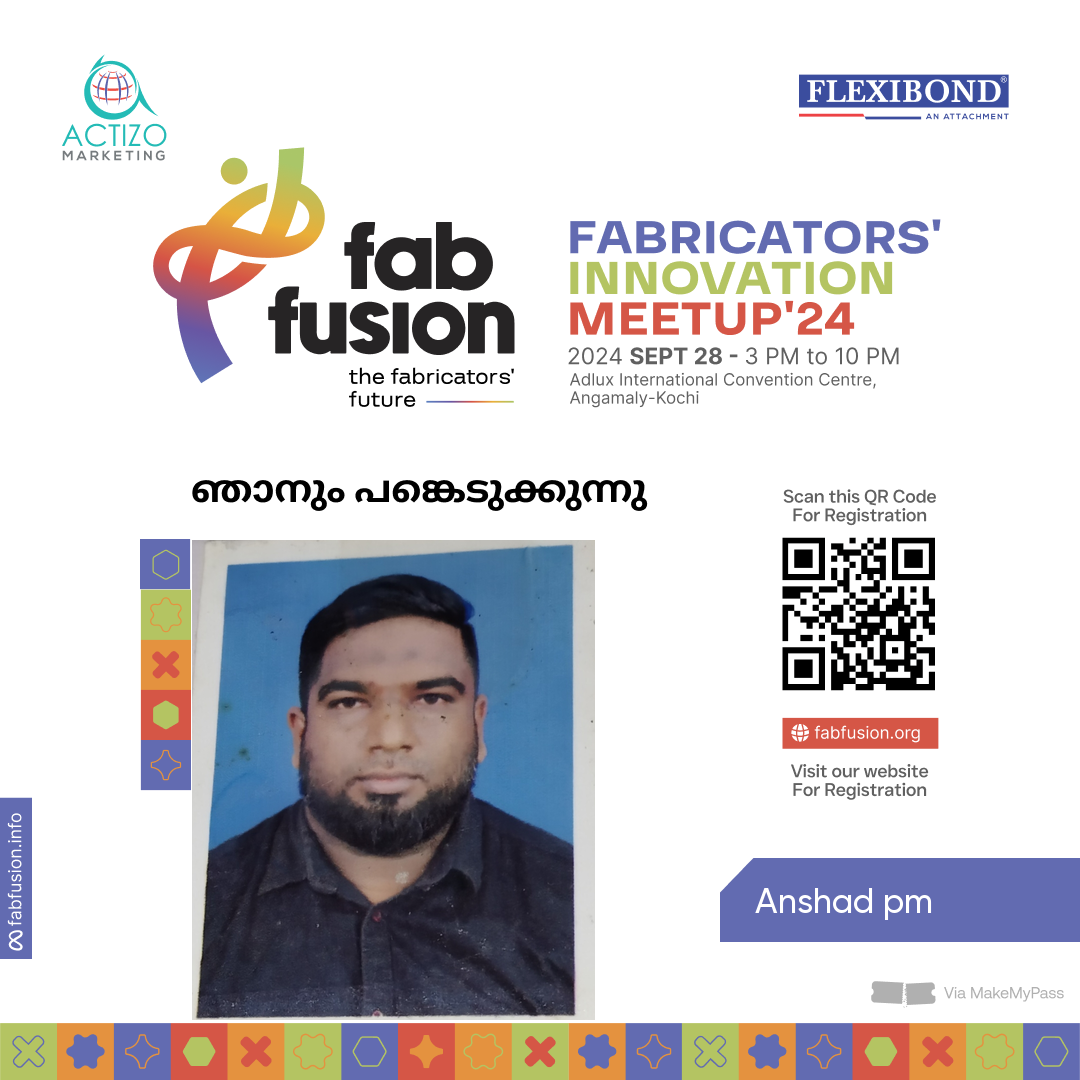 ACTIZO
MARKETING
FLEXIBOND®
AN ATTACHMENT
fab
fusion
the fabricators'
future
FABRICATORS'
INNOVATION
MEETUP'24
2024 SEPT 28 - 3 PM to 10 PM
Adlux International Convention Centre,
Angamaly-Kochi
ഞാനും പങ്കെടുക്കുന്നു
Scan this QR Code
For Registration
fabfusion.org
Visit our website
For Registration
fabfusion.info
Anshad pm
Via MakeMyPass